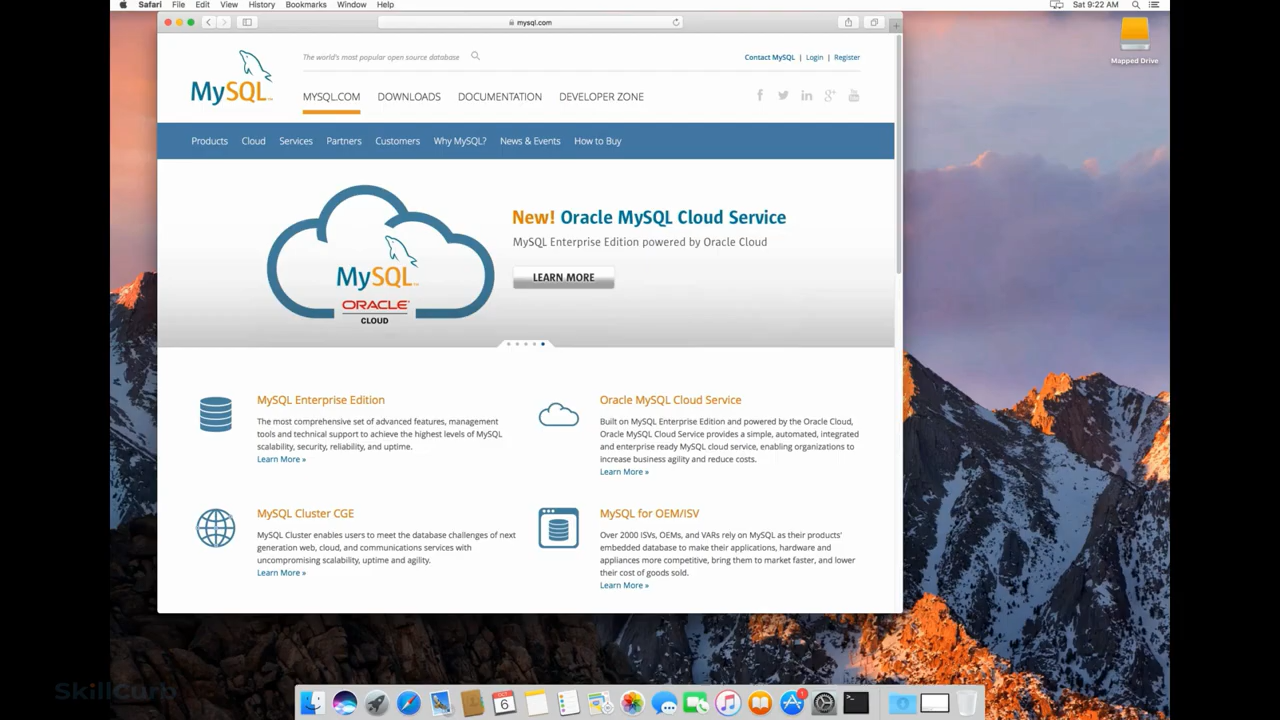 Safari File Edit View History Bookmarks Window Help
Sat 9:22 AM
mysql.com
Mapped Drive
MySQL
The world's most popular open source database
Contact MySQL | Login | Register
MYSQL.COM DOWNLOADS DOCUMENTATION DEVELOPER ZONE
Products Cloud Services Partners Customers Why MySQL? News & Events How to Buy
MySQL
ORACLE
CLOUD
New! Oracle MySQL Cloud Service
MySQL Enterprise Edition powered by Oracle Cloud
LEARN MORE
MySQL Enterprise Edition
The most comprehensive set of advanced features, management
tools and technical support to achieve the highest levels of MySQL
scalability, security, reliability, and uptime.
Learn More »
Oracle MySQL Cloud Service
Built on MySQL Enterprise Edition and powered by the Oracle Cloud,
Oracle MySQL Cloud Service provides a simple, automated, integrated
and enterprise ready MySQL cloud service, enabling organizations to
increase business agility and reduce costs.
Learn More »
MySQL Cluster CGE
MySQL Cluster enables users to meet the database challenges of next
generation web, cloud, and communications services with
uncompromising scalability, uptime and agility.
Learn More »
MySQL for OEM/ISV
Over 2000 ISVs, OEMs, and VARs rely on MySQL as their products'
embedded database to make their applications, hardware and
appliances more competitive, bring them to market faster, and lower
their cost of goods sold.
Learn More »
SkillCurb
6
1